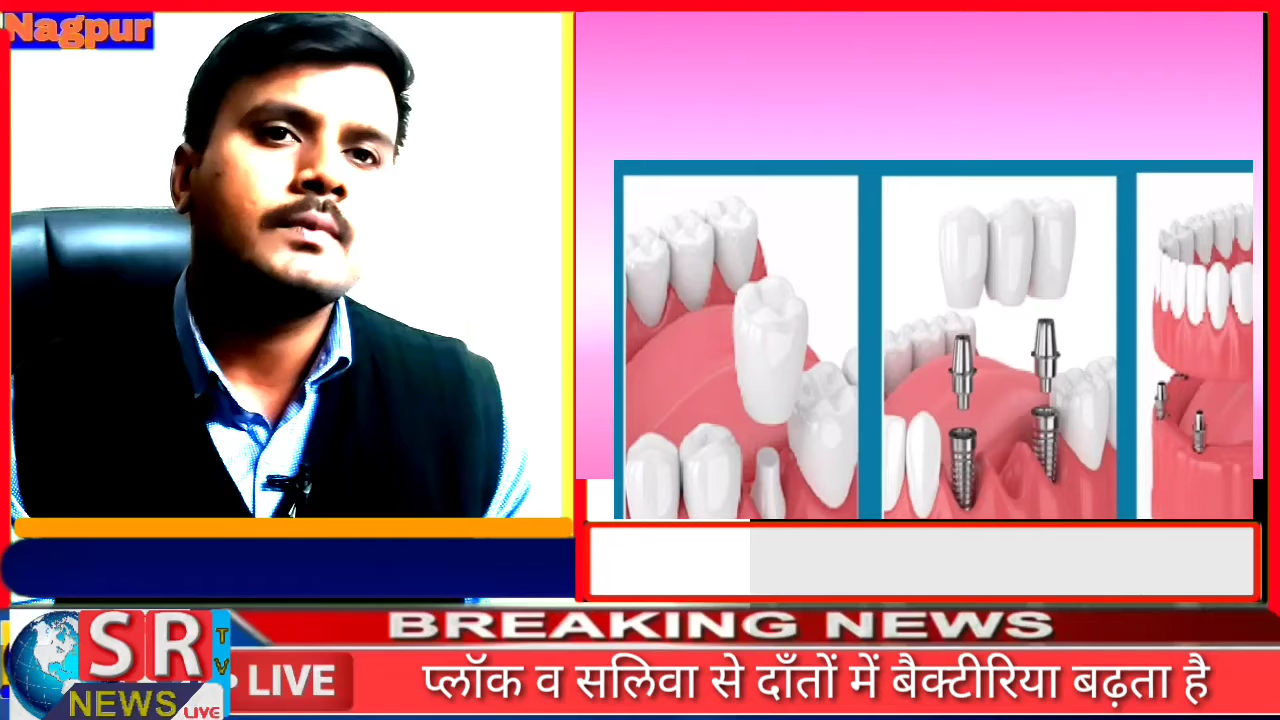 Nagpur
BREAKING NEWS
SR
TV
NEWS
LIVE
LIVE
प्लॉक व सलिवा से दाँतों में बैक्टीरिया बढ़ता है